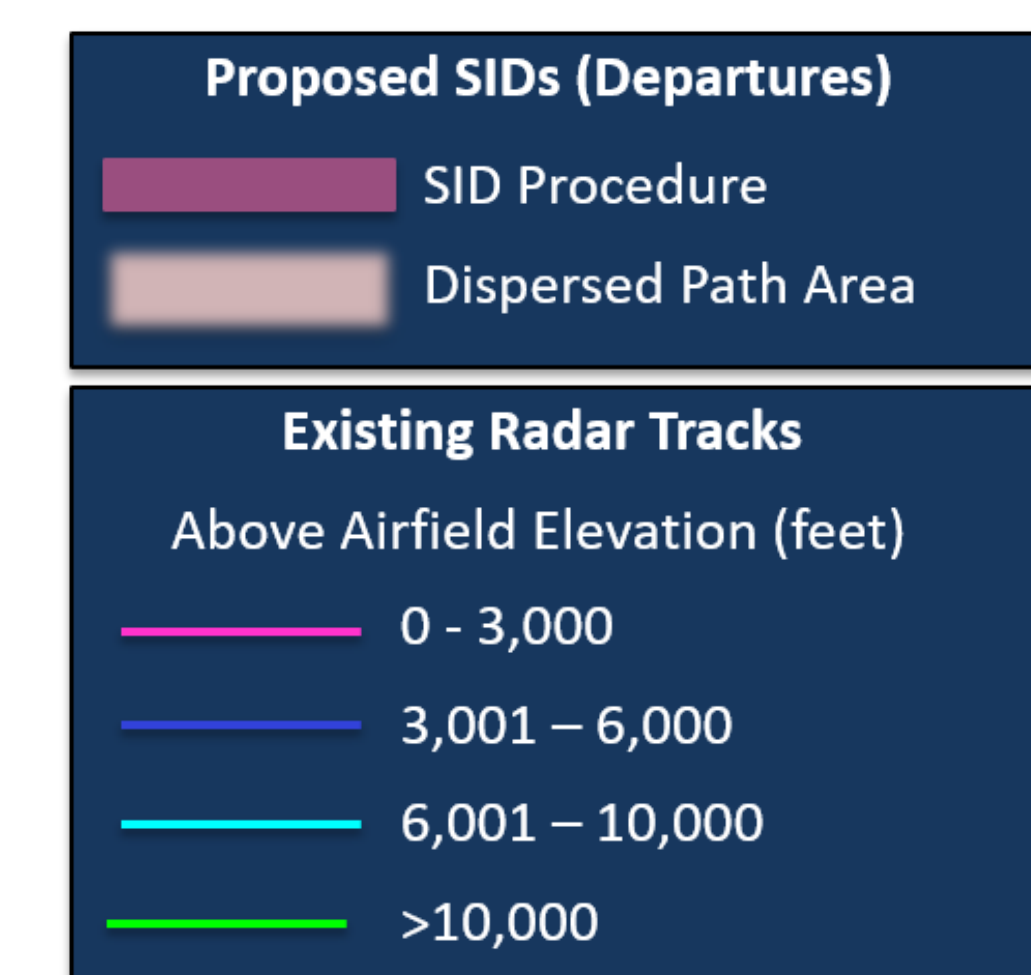 Proposed SIDs (Departures)
SID Procedure
Dispersed Path Area
Existing Radar Tracks
Above Airfield Elevation (feet)
0 - 3,000
3,001 – 6,000
6,001 – 10,000
>10,000